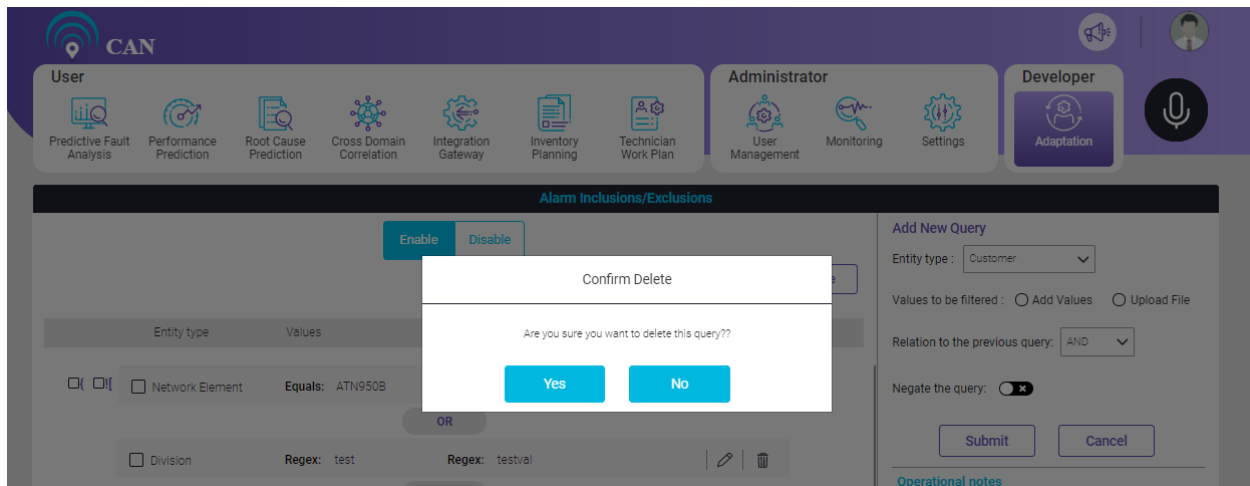 CAN
User
Administrator
Developer
Predictive Fault
Analysis
Performance
Prediction
Root Cause
Prediction
Cross Domain
Correlation
Integration
Gateway
Inventory
Planning
Technician
Work Plan
User
Management
Monitoring
Settings
Adaptation
Alarm Inclusions/Exclusions
Enable Disable
Confirm Delete
Are you sure you want to delete this query??
Yes No
Entity type Values
{ ![ Network Element Equals: ATN950B
OR
Division Regex: test Regex: testval
Add New Query
Entity type : Customer
Values to be filtered : Add Values Upload File
Relation to the previous query: AND
Negate the query:
Submit Cancel
Operational notes